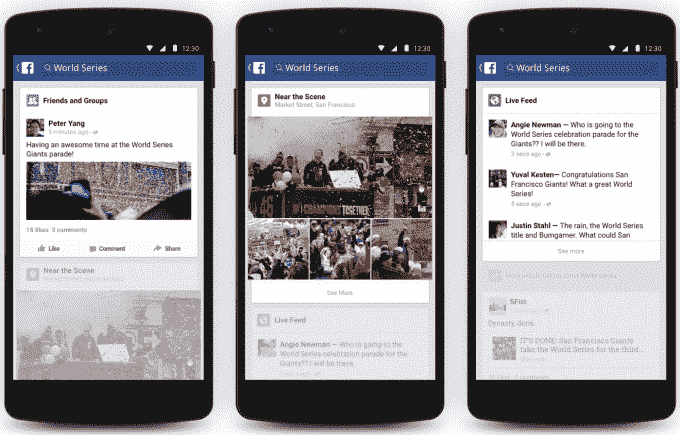 12:30
World Series
Friends and Groups
Peter Yang
5 minutes ago
Having an awesome time at the World Series
Giants parade!
18 likes 3 comments
Like
Comment
Share
Near the Scene
12:30
World Series
Near the Scene
Market Street, San Francisco
TOGETHER
See More
Live Feed
Angie Newman — Who is going to the
World Series celebration parade for the
Giants?? I will be there.
12:30
World Series
Live Feed
Angie Newman — Who is going to the
World Series celebration parade for the
Giants?? I will be there.
3 secs ago
Yuval Kesten— Congratulations San
Francisco Giants! What a great World
Series!
5 secs ago
Justin Stahl — The rain, the World Series
title and Bumgarner. What could San
See more
More people talking about World Series
SFist
Dynasty, done.
IT'S DONE: San Francisco Giants
take the World Series for the third...